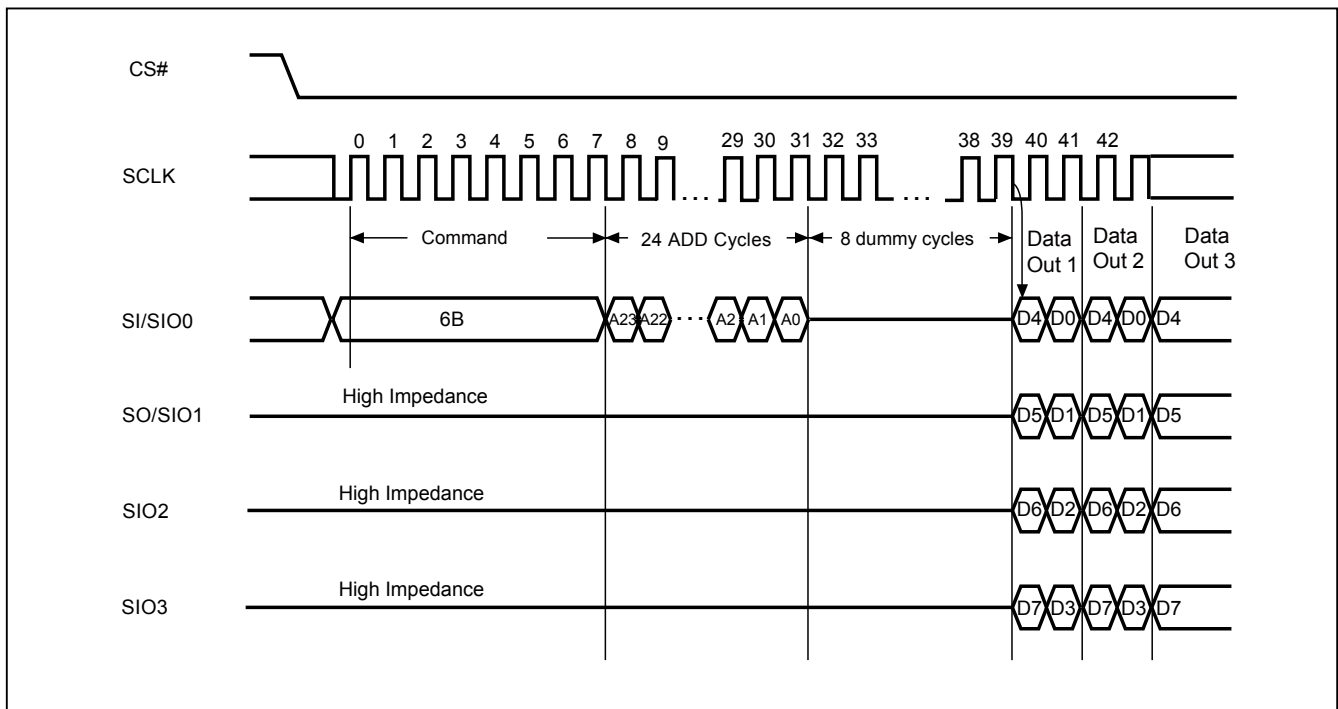 CS#
0 1 2 3 4 5 6 7 8 9 29 30 31 32 33 38 39 40 41 42
SCLK
. . . . . .
Command 24 ADD Cycles 8 dummy cycles Data Out 1 Data Out 2 Data Out 3
SI/SIO0 6B A23 A22 · · · A2 A1 A0 D4 D0 D4 D0 D4
High Impedance
SO/SIO1 D5 D1 D5 D1 D5
High Impedance
SIO2 D6 D2 D6 D2 D6
High Impedance
SIO3 D7 D3 D7 D3 D7